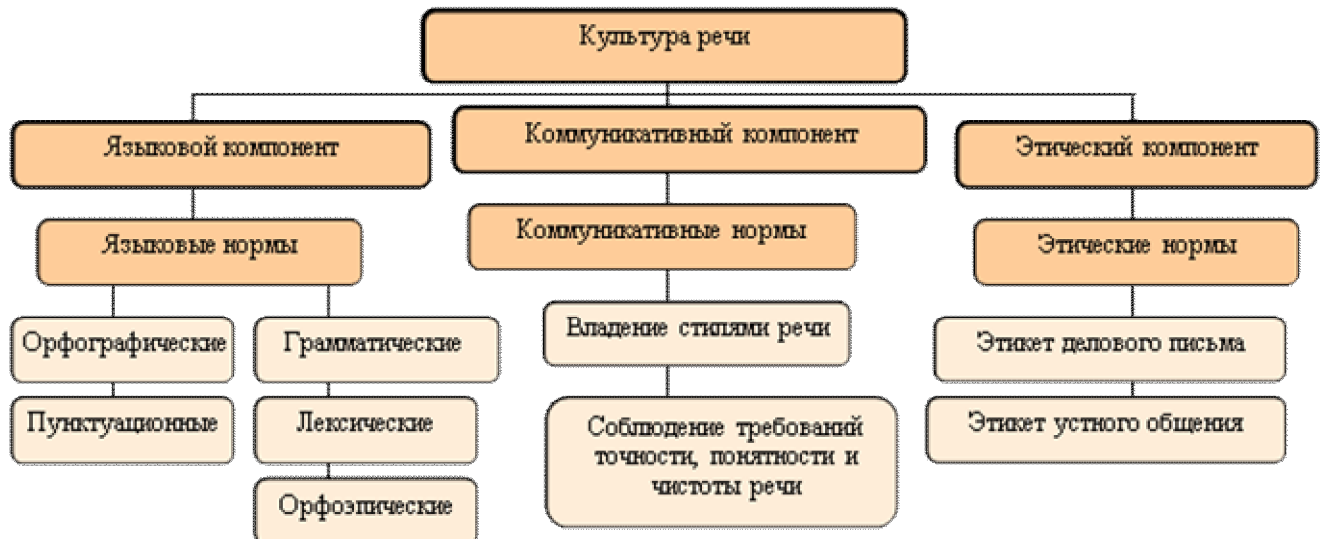 Культура речи
Языковой компонент
Коммуникативный компонент
Этический компонент
Языковые нормы
Коммуникативные нормы
Этические нормы
Орфографические
Грамматические
Владение стилями речи
Этикет делового письма
Пунктуационные
Лексические
Соблюдение требований
точности, понятности и
чистоты речи
Этикет устного общения
Орфоэпические